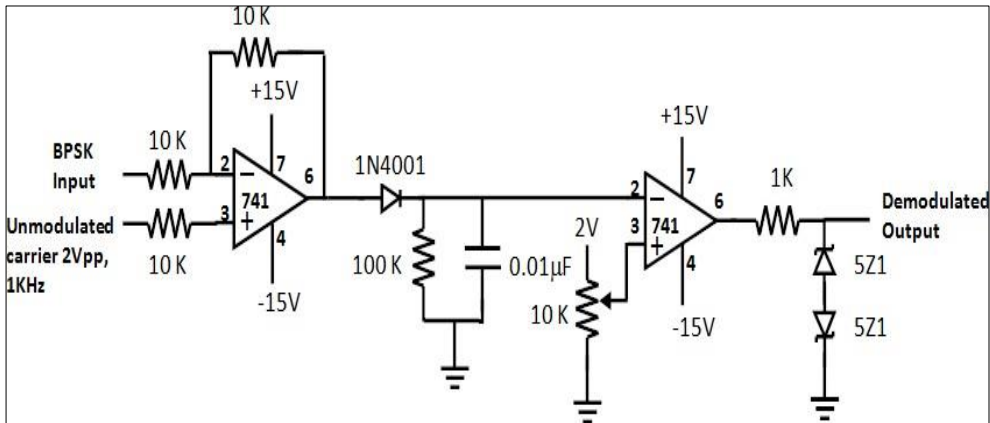 10 K
+15V
+15V
10 K
BPSK
Input
2
7
6
1N4001
741
3
4
Unmodulated
carrier 2Vpp,
1KHz
10 K
-15V
100 K
0.01μF
2
7
6
1K
Demodulated
Output
2V
3
741
4
10 K
-15V
5Z1
5Z1